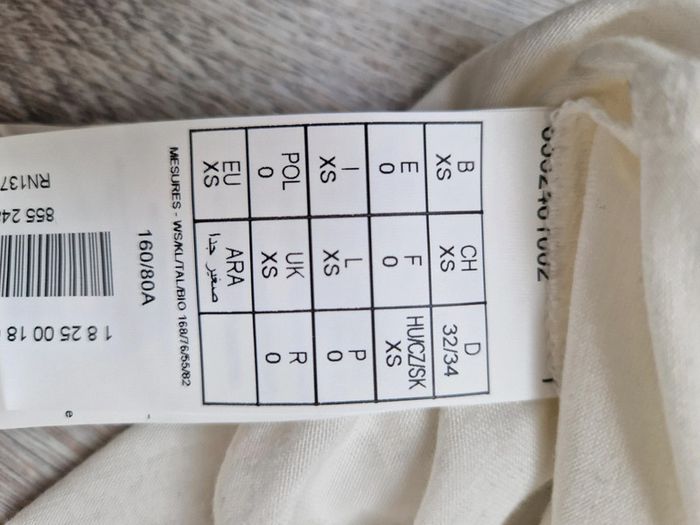 B CH D
XS XS 32/34
E F HU/CZ/SK
0 0 XS
I L P
XS XS 0
POL UK R
0 XS 0
EU ARA
XS صغير جدا
MESURES - WS/KL/TAL/BIO 168/76/55/82
160/80A
1 8 25 00 18
855 24
RN137
e